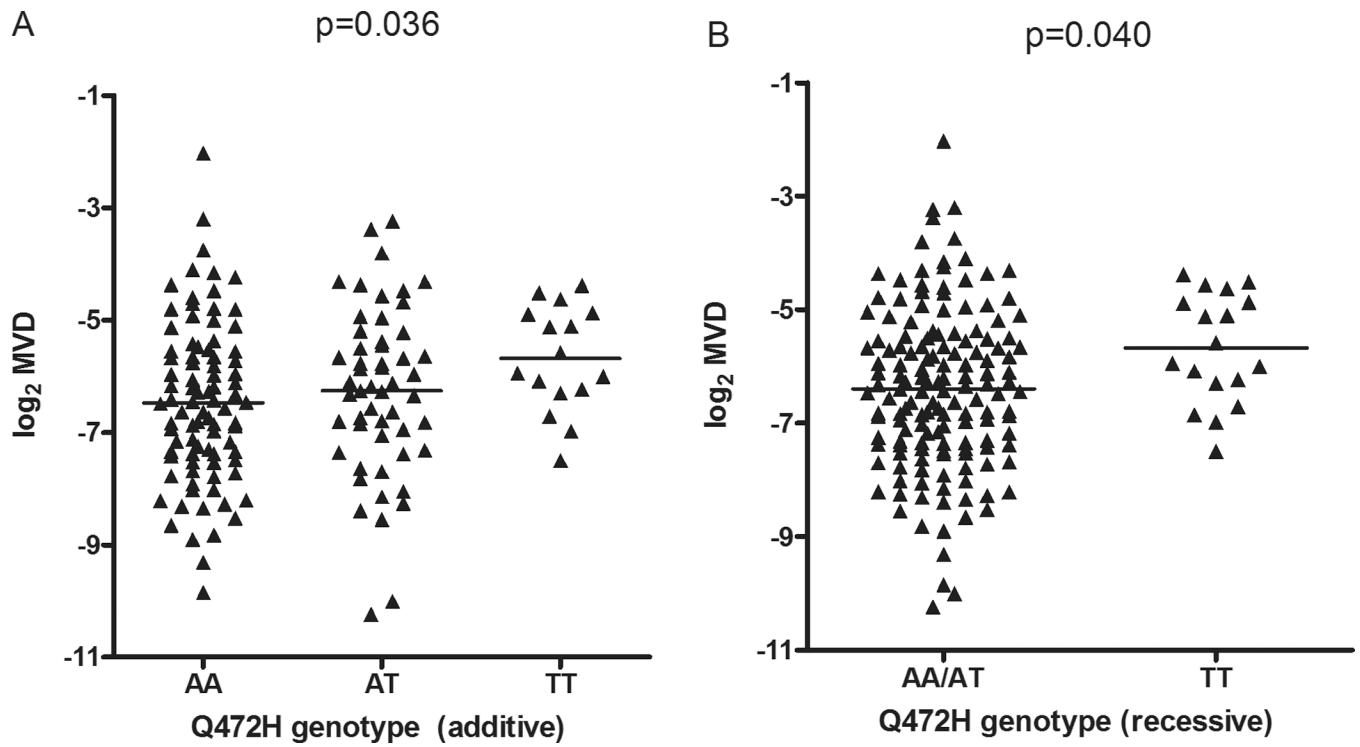 A
p=0.036
-1
-3
-5
-7
-9
-11
log2 MVD
AA AT TT
Q472H genotype (additive)
B
p=0.040
-1
-3
-5
-7
-9
-11
log2 MVD
AA/AT TT
Q472H genotype (recessive)